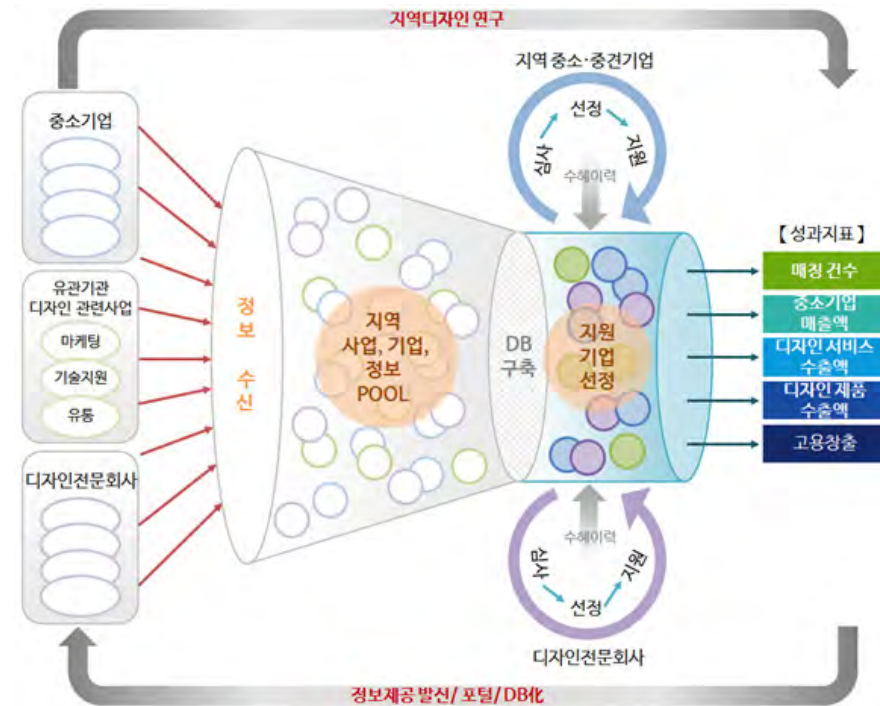 지역디자인 연구
중소기업
유관기관
디자인 관련사업
마케팅
기술지원
유통
디자인전문회사
정보 수신
지역
사업, 기업,
정보
POOL
DB
구축
지역 중소·중견기업
심사
선정
지원
수혜이력
지원
기업
선정
수혜이력
심사
선정
지원
디자인전문회사
【 성과지표 】
매칭 건수
중소기업
매출액
디자인 서비스
수출액
디자인 제품
수출액
고용창출
정보제공 발신/ 포털/ DB化